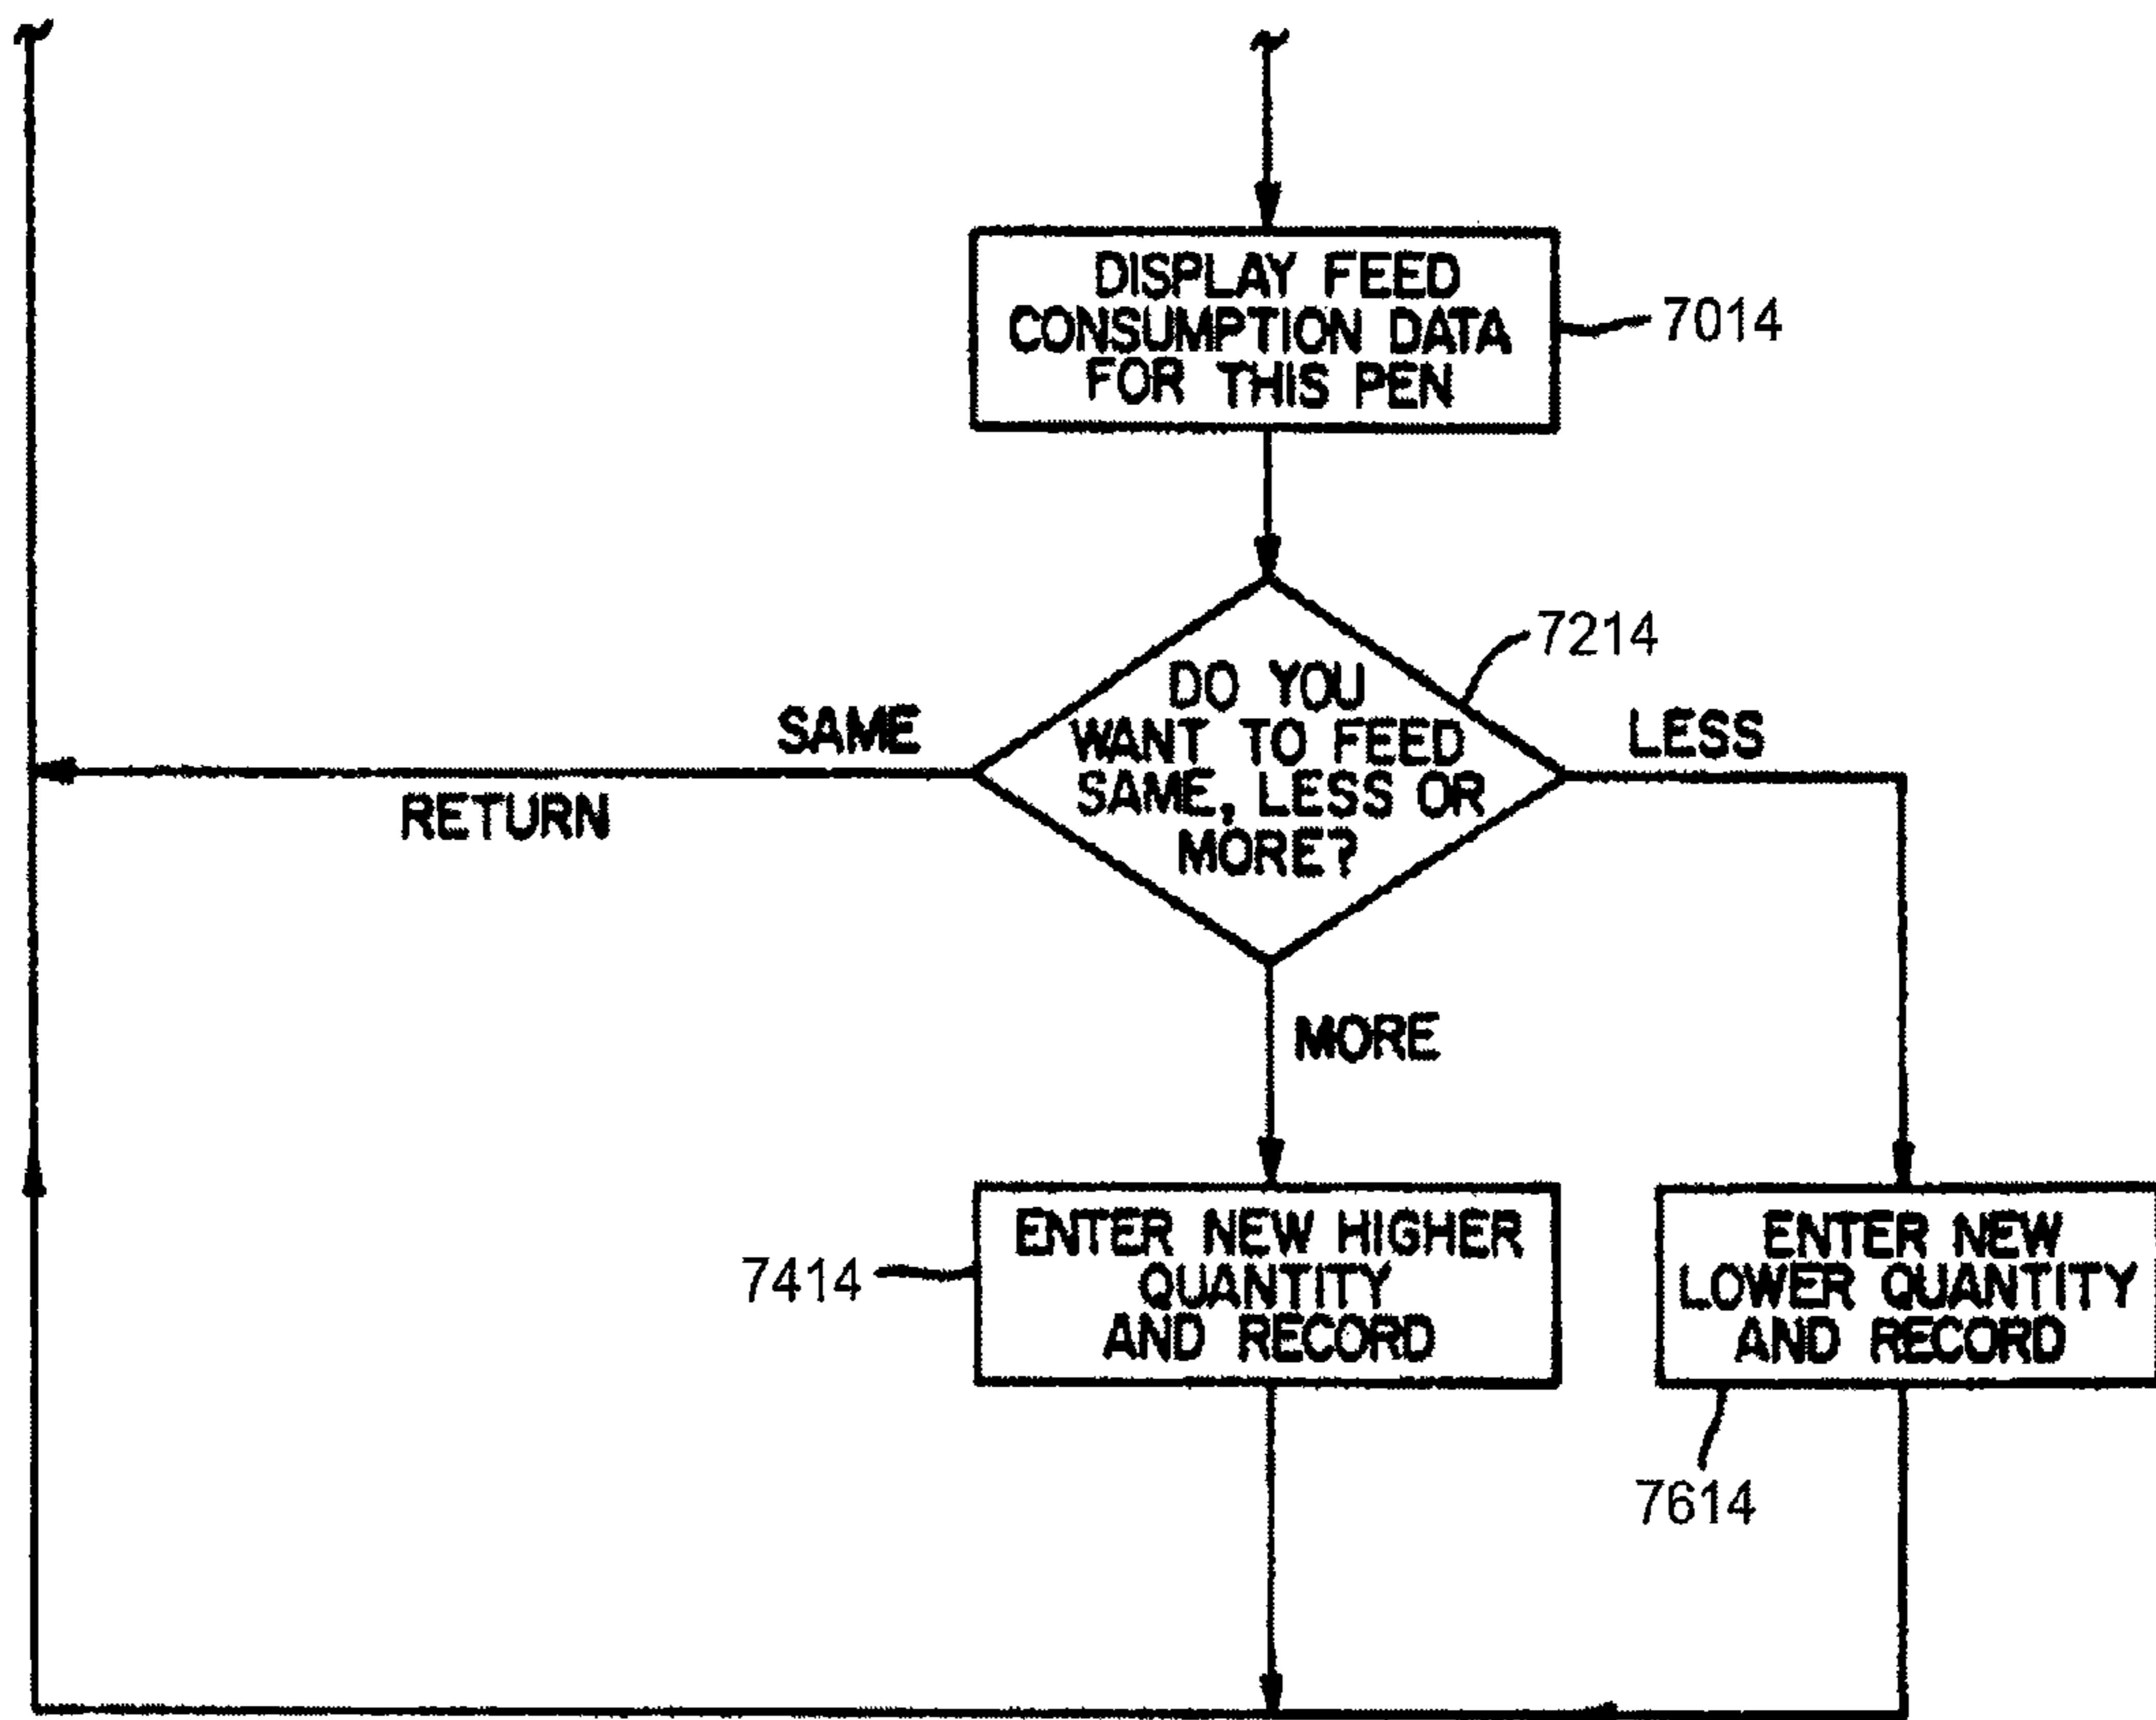 DISPLAY FEED
CONSUMPTION DATA
FOR THIS PEN
7014
7214
DO YOU
WANT TO FEED
SAME, LESS OR
MORE?
SAME
RETURN
LESS
MORE
7414
ENTER NEW HIGHER
QUANTITY
AND RECORD
ENTER NEW
LOWER QUANTITY
AND RECORD
7614